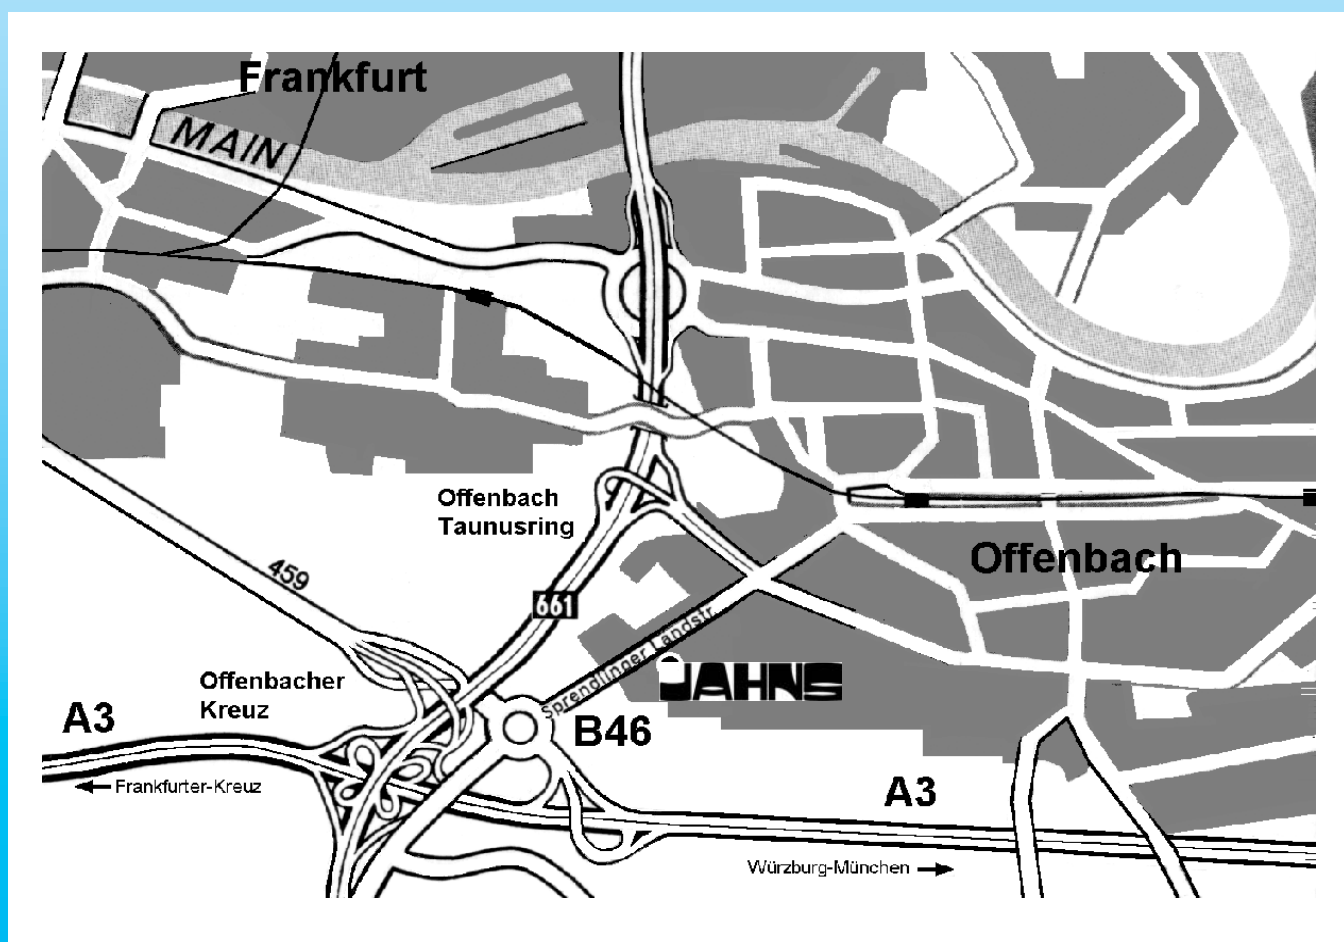 Frankfurt
MAIN
Offenbach
Taunusring
Offenbach
459
661
Sprendlinger Landstr.
JAHNS
Offenbacher
Kreuz
A3
B46
Frankfurter-Kreuz
A3
Würzburg-München